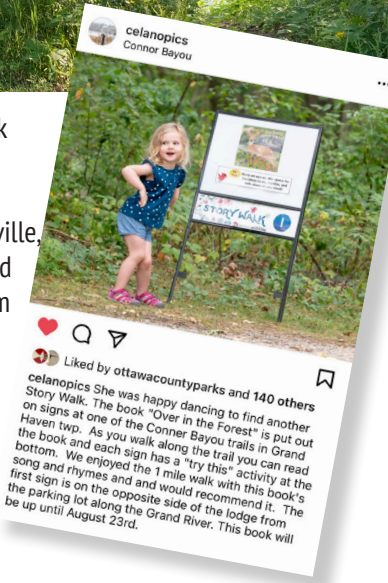 celanopics
Connor Bayou
k
ville,
d
m
STORYWALK
Liked by ottawacountyparks and 140 others
celanopics She was happy dancing to find another
Story Walk. The book "Over in the Forest" is put out
on signs at one of the Conner Bayou trails in Grand
Haven twp. As you walk along the trail you can read
the book and each sign has a "try this" activity at the
bottom. We enjoyed the 1 mile walk with this book's
song and rhymes and and would recommend it. The
first sign is on the opposite side of the lodge from
the parking lot along the Grand River. This book will
be up until August 23rd.